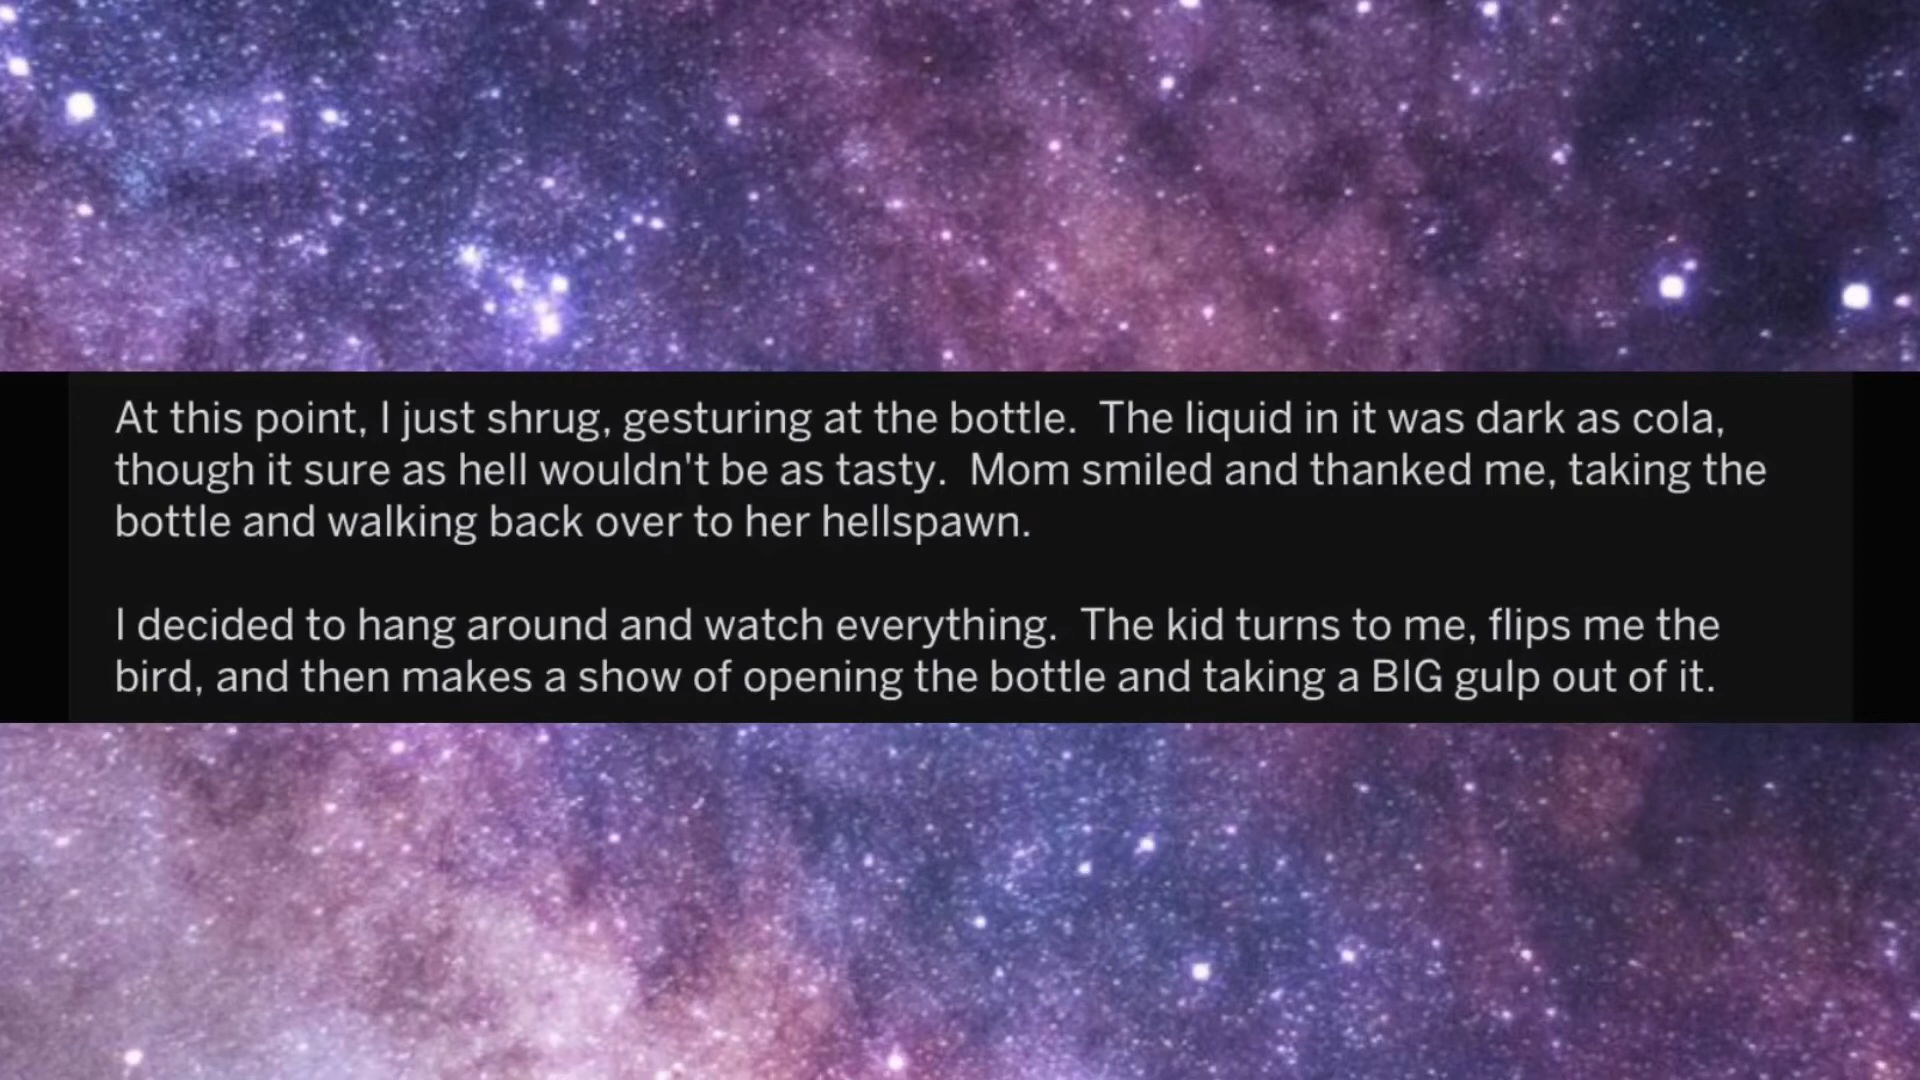 At this point, I just shrug, gesturing at the bottle.  The liquid in it was dark as cola,
though it sure as hell wouldn't be as tasty.  Mom smiled and thanked me, taking the
bottle and walking back over to her hellspawn.
I decided to hang around and watch everything.  The kid turns to me, flips me the
bird, and then makes a show of opening the bottle and taking a BIG gulp out of it.